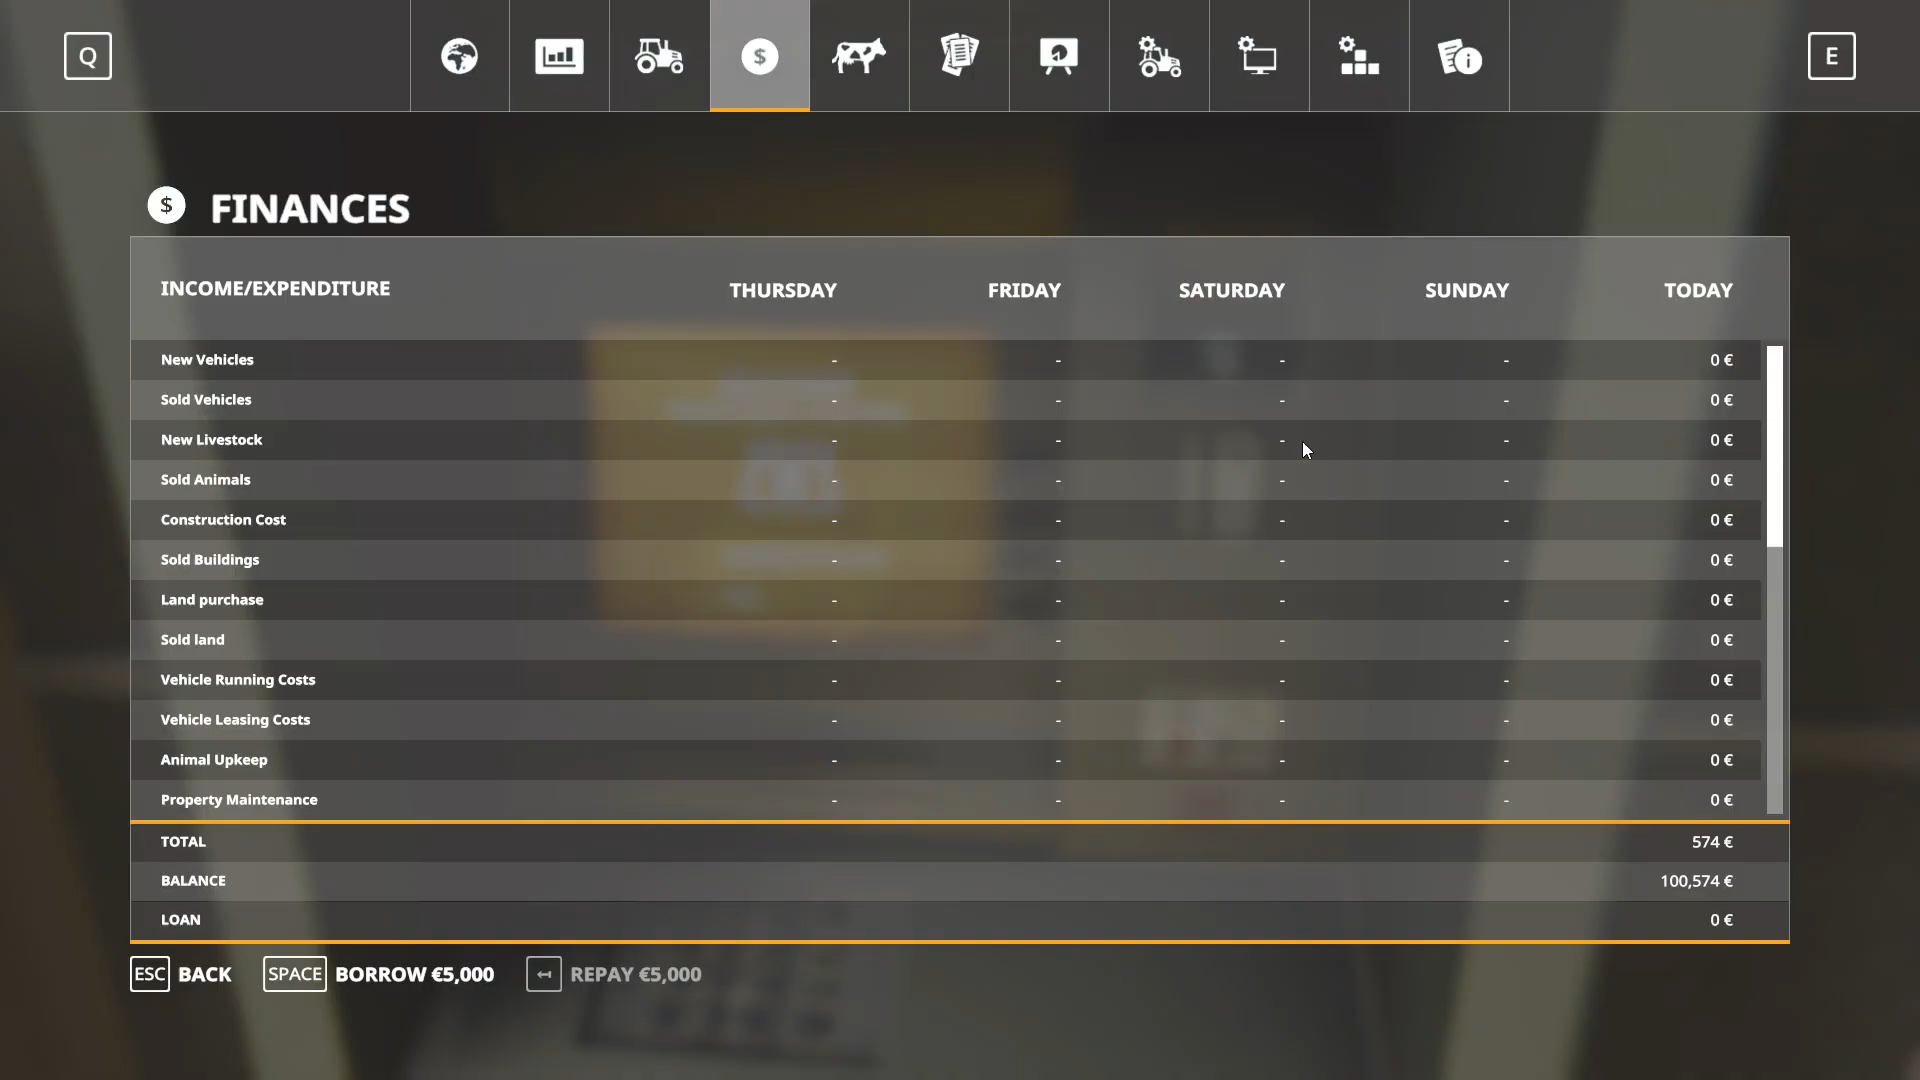 Q
$
E
$ FINANCES
INCOME/EXPENDITURE THURSDAY FRIDAY SATURDAY SUNDAY TODAY
New Vehicles - - - - 0 €
Sold Vehicles - - - - 0 €
New Livestock - - - - 0 €
Sold Animals - - - - 0 €
Construction Cost - - - - 0 €
Sold Buildings - - - - 0 €
Land purchase - - - - 0 €
Sold land - - - - 0 €
Vehicle Running Costs - - - - 0 €
Vehicle Leasing Costs - - - - 0 €
Animal Upkeep - - - - 0 €
Property Maintenance - - - - 0 €
TOTAL 574 €
BALANCE 100,574 €
LOAN 0 €
ESC BACK SPACE BORROW €5,000 REPAY €5,000